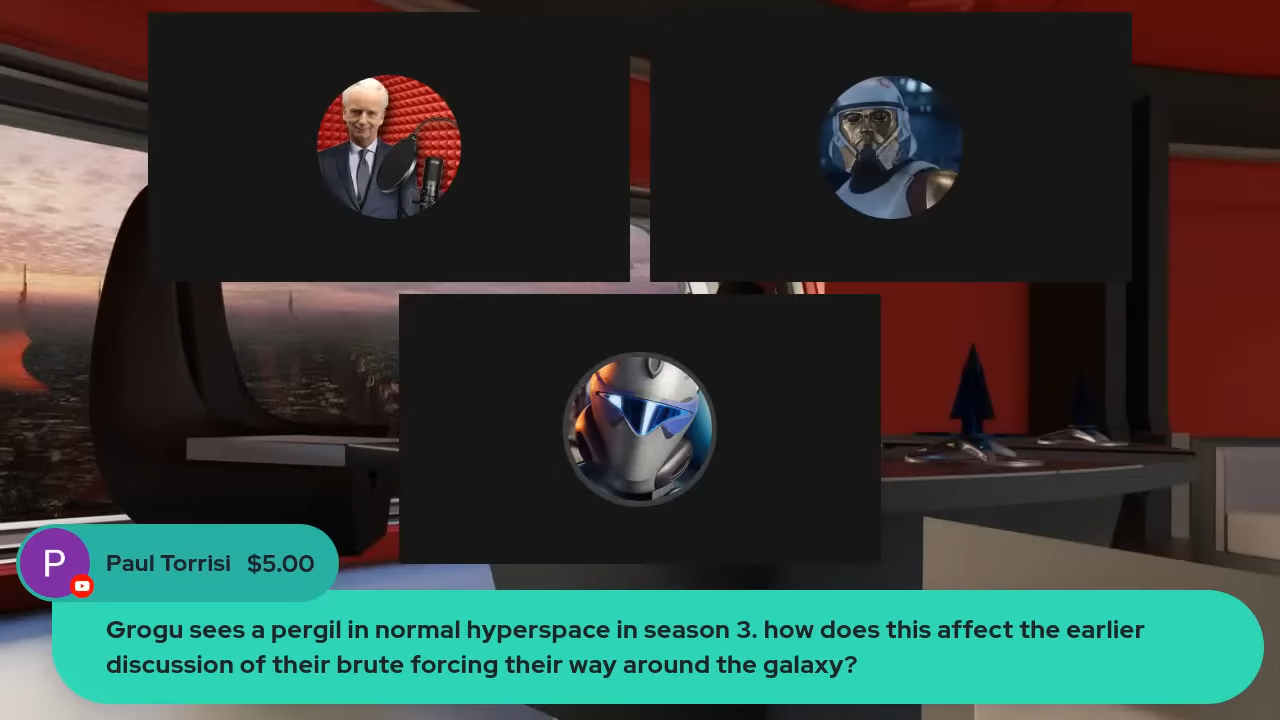 P
Paul Torrisi $5.00
Grogu sees a pergil in normal hyperspace in season 3. how does this affect the earlier
discussion of their brute forcing their way around the galaxy?